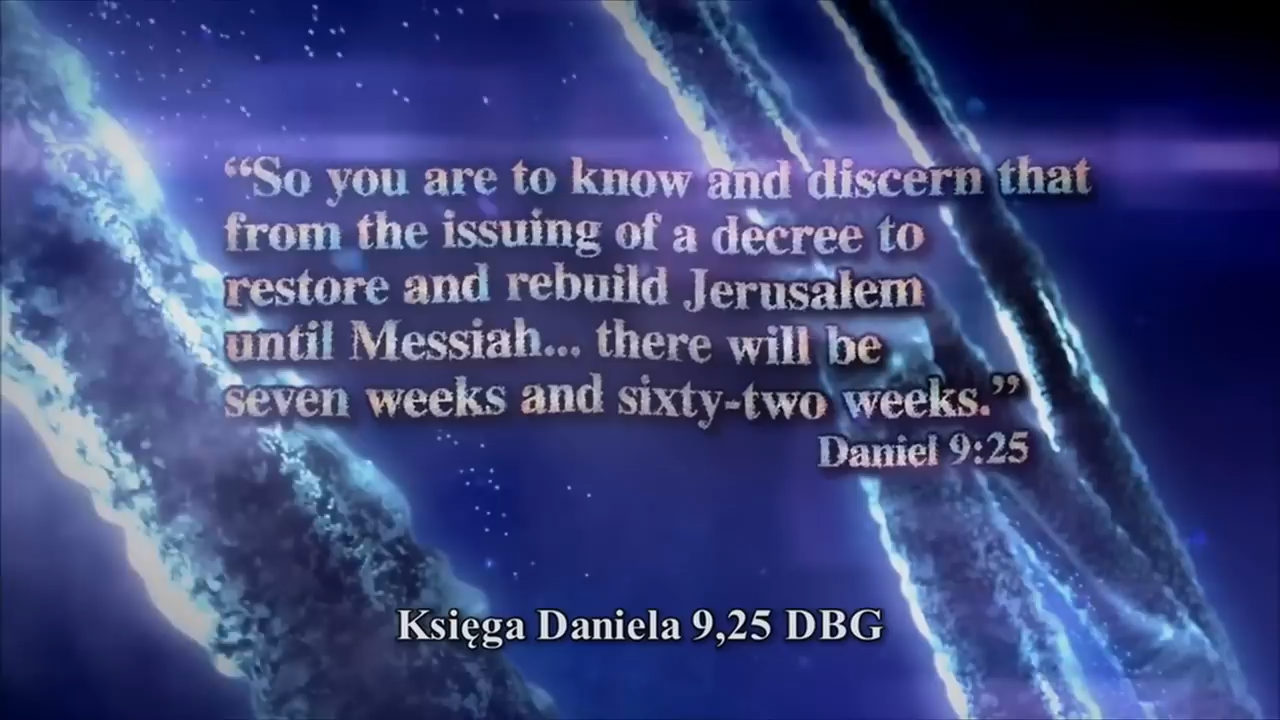 “So you are to know and discern that
from the issuing of a decree to
restore and rebuild Jerusalem
until Messiah... there will be
seven weeks and sixty-two weeks.”
Daniel 9:25
Księga Daniela 9,25 DBG